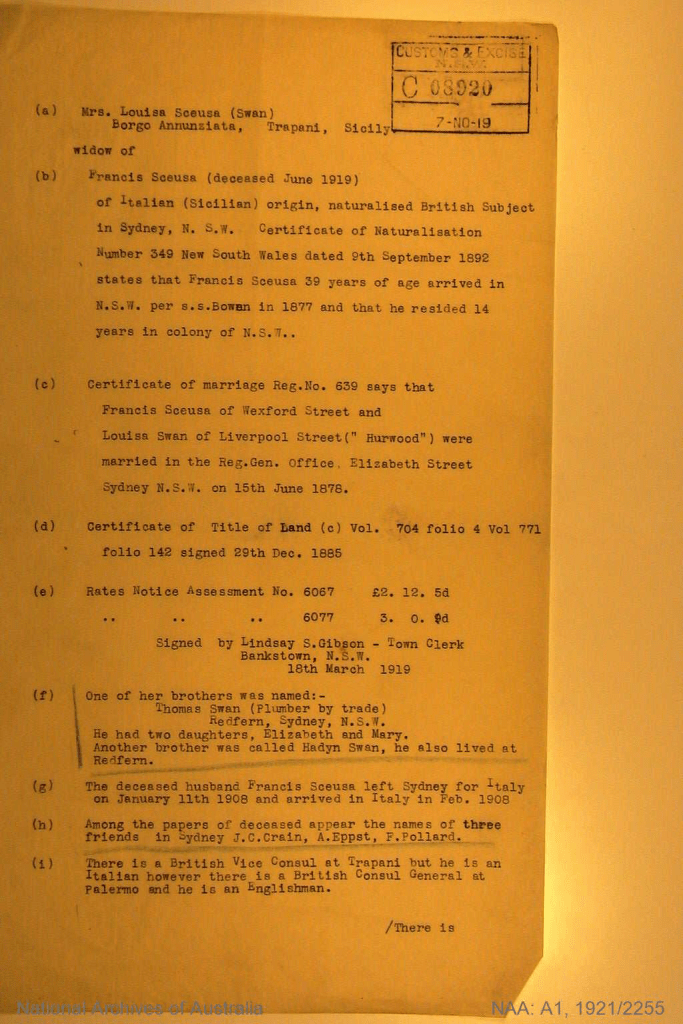 CUSTOMS & EXCISE
N.S.W.
C 08920
7-NO-19
(a) Mrs. Louisa Sceusa (Swan)
Borgo Annunziata, Trapani, Sicily.
widow of
(b) Francis Sceusa (deceased June 1919)
of Italian (Sicilian) origin, naturalised British Subject
in Sydney, N. S.W. Certificate of Naturalisation
Number 349 New South Wales dated 9th September 1892
states that Francis Sceusa 39 years of age arrived in
N.S.W. per s.s.Bowen in 1877 and that he resided 14
years in colony of N.S.W..
(c) Certificate of marriage Reg.No. 639 says that
Francis Sceusa of Wexford Street and
Louisa Swan of Liverpool Street(" Hurwood") were
married in the Reg.Gen. Office, Elizabeth Street
Sydney N.S.W. on 15th June 1878.
(d) Certificate of Title of Land (c) Vol. 704 folio 4 Vol 771
folio 142 signed 29th Dec. 1885
(e) Rates Notice Assessment No. 6067 £2. 12. 5d
.. .. .. 6077 3. 0. 9d
Signed by Lindsay S.Gibson - Town Clerk
Bankstown, N.S.W.
18th March 1919
(f) One of her brothers was named:-
Thomas Swan (Plumber by trade)
Redfern, Sydney, N.S.W.
He had two daughters, Elizabeth and Mary.
Another brother was called Hadyn Swan, he also lived at
Redfern.
(g) The deceased husband Francis Sceusa left Sydney for Italy
on January 11th 1908 and arrived in Italy in Feb. 1908
(h) Among the papers of deceased appear the names of three
friends in Sydney J.C.Crain, A.Eppst, F.Pollard.
(i) There is a British Vice Consul at Trapani but he is an
Italian however there is a British Consul General at
Palermo and he is an Englishman.
/There is
National Archives of Australia
NAA: A1, 1921/2255